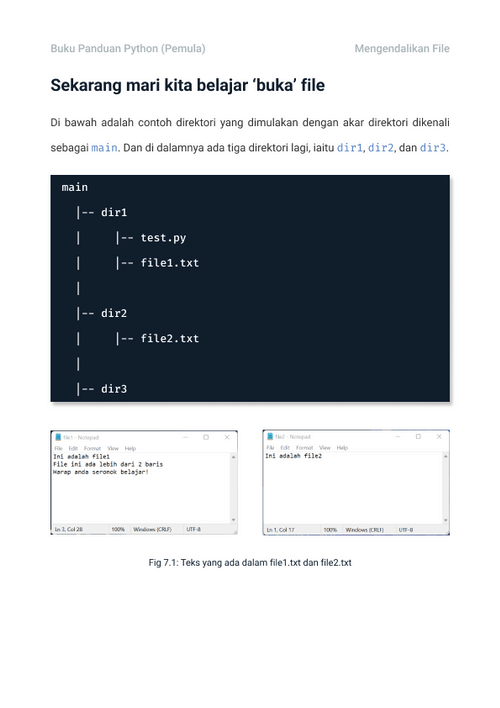 Buku Panduan Python (Pemula) Mengendalikan File
Sekarang mari kita belajar ‘buka’ file
Di bawah adalah contoh direktori yang dimulakan dengan akar direktori dikenali
sebagai main. Dan di dalamnya ada tiga direktori lagi, iaitu dir1, dir2, dan dir3.
main
|-- dir1
| |-- test.py
| |-- file1.txt
|
|-- dir2
| |-- file2.txt
|
|-- dir3
file1 - Notepad
File Edit Format View Help
Ini adalah file1
File ini ada lebih dari 2 baris
Harap anda seronok belajar!
Ln 3, Col 28 100% Windows (CRLF) UTF-8
file2 - Notepad
File Edit Format View Help
Ini adalah file2
Ln 1, Col 17 100% Windows (CRLF) UTF-8
Fig 7.1: Teks yang ada dalam file1.txt dan file2.txt